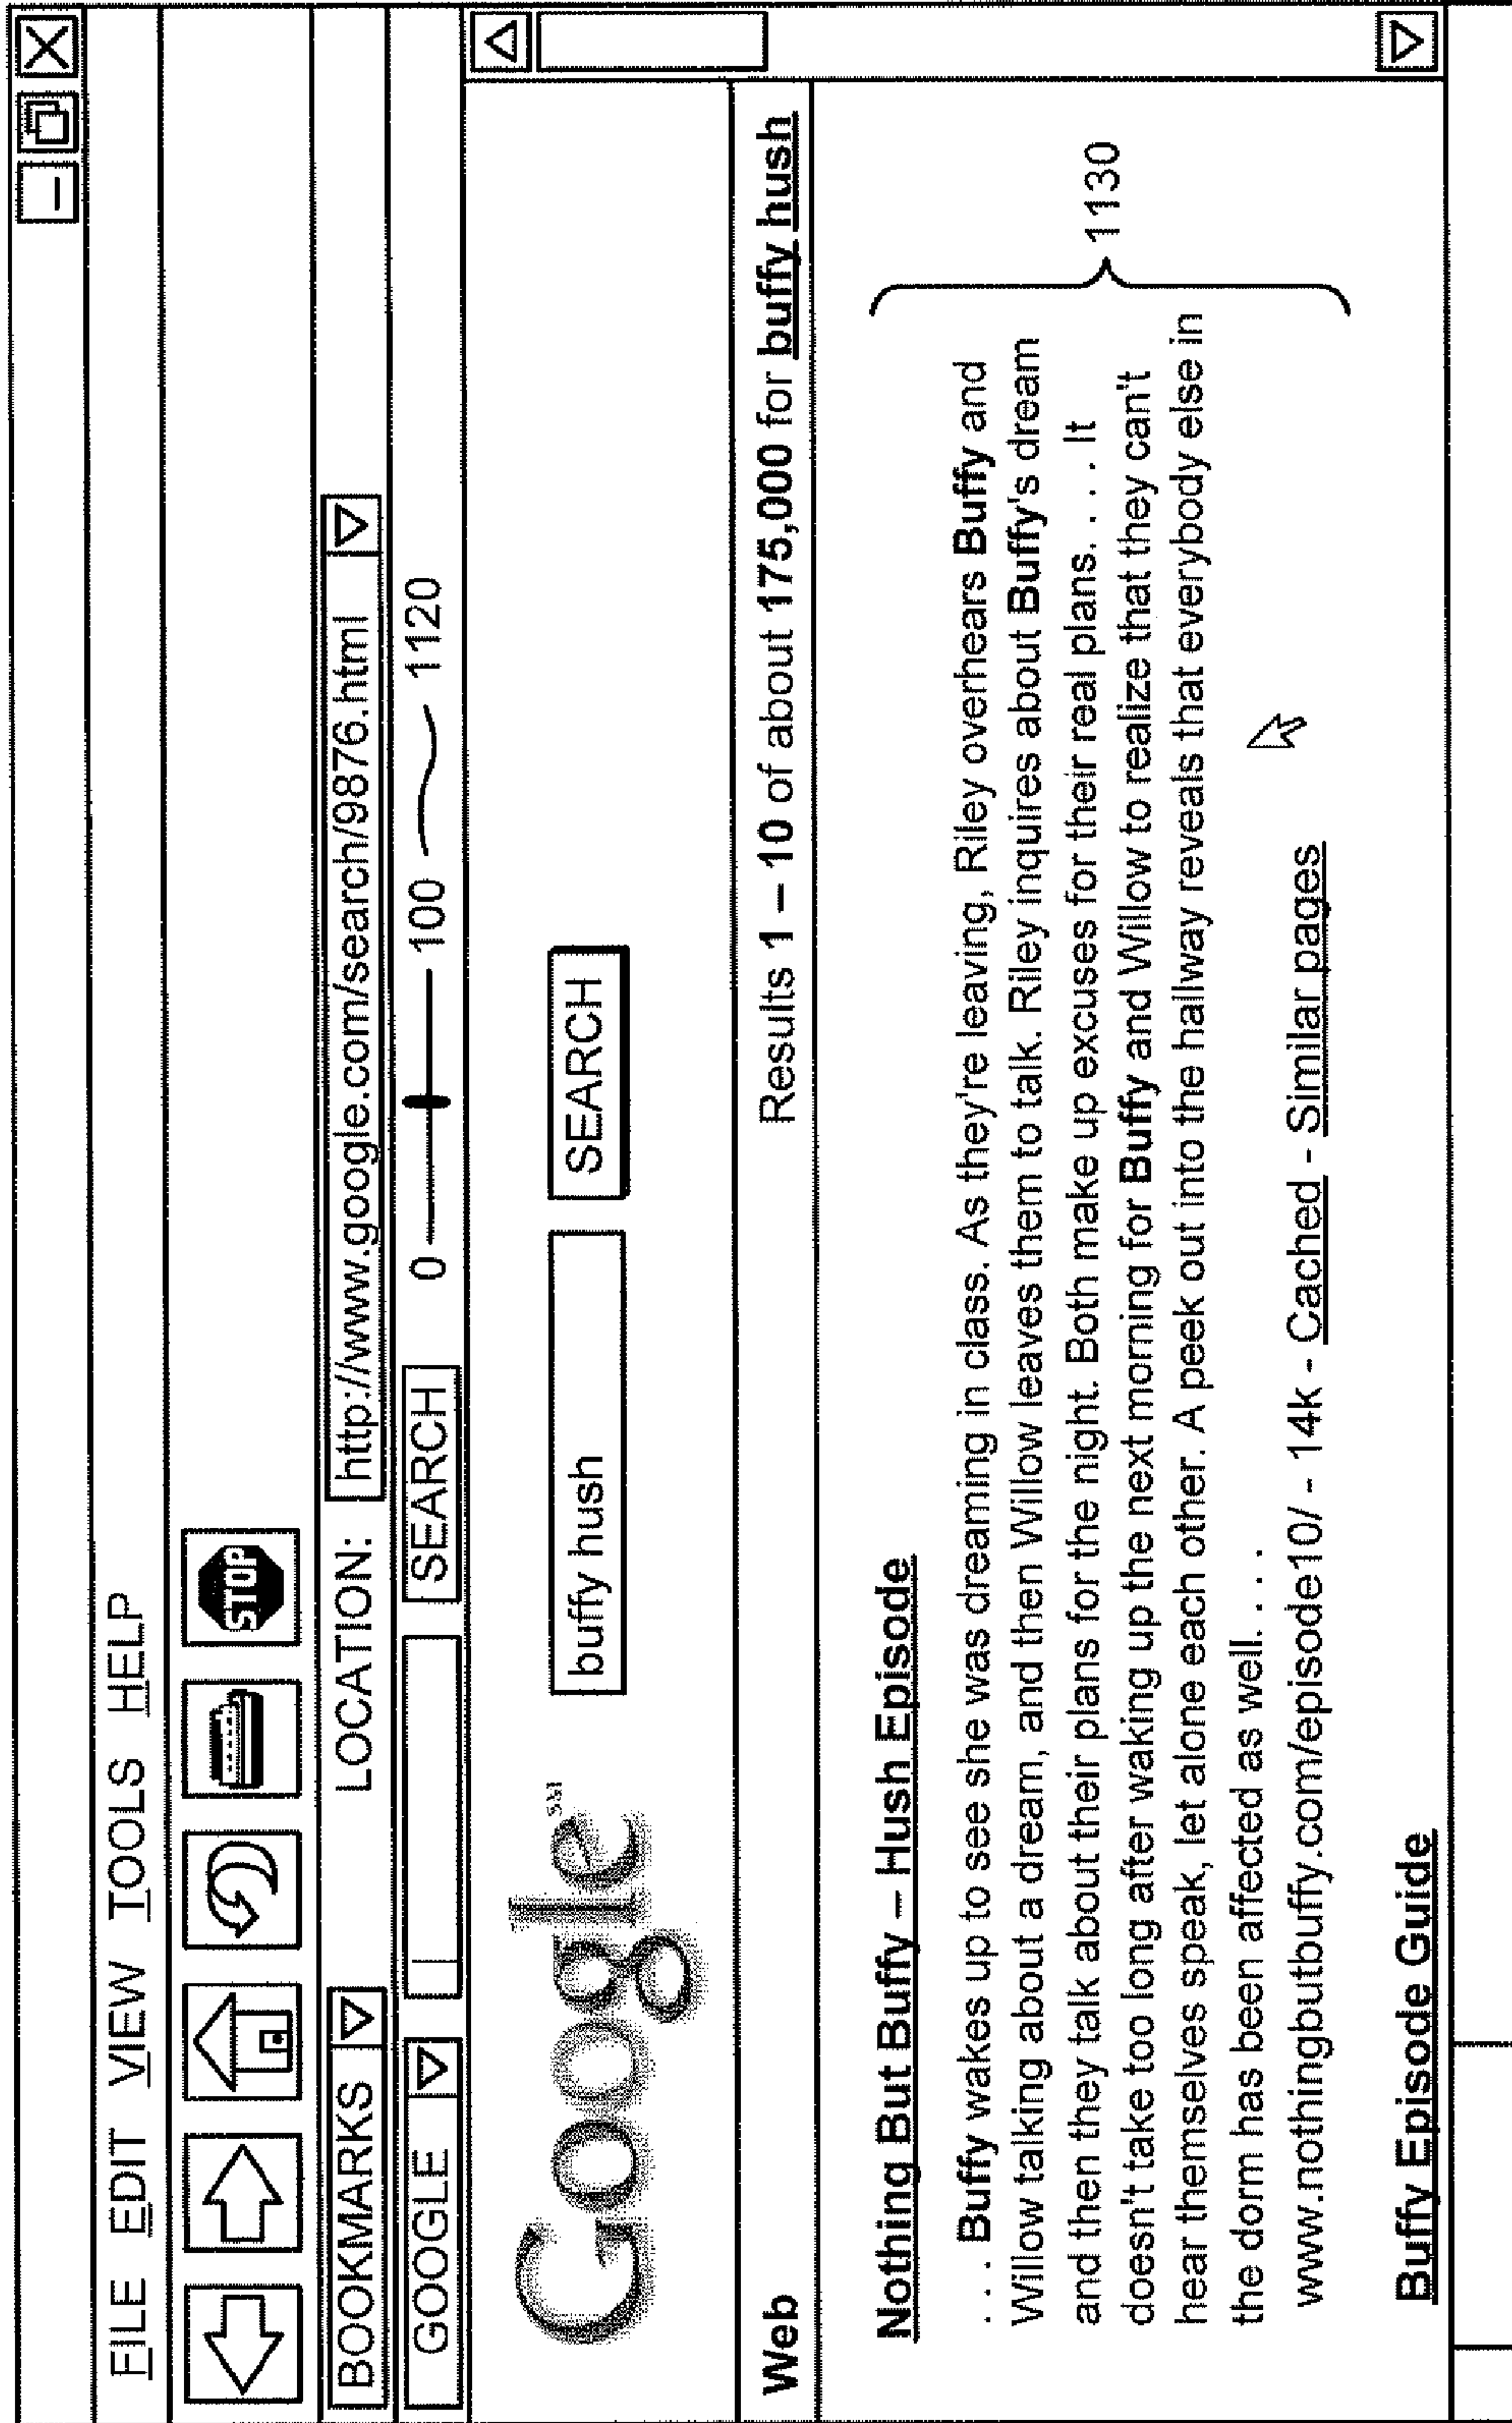 FILE EDIT VIEW TOOLS HELP
STOP
BOOKMARKS LOCATION: http://www.google.com/search/9876.html
GOOGLE SEARCH 0 100 1120
Google SM buffy hush SEARCH
Web Results 1 – 10 of about 175,000 for buffy hush
Nothing But Buffy – Hush Episode
. . . Buffy wakes up to see she was dreaming in class. As they're leaving, Riley overhears Buffy and
Willow talking about a dream, and then Willow leaves them to talk. Riley inquires about Buffy's dream
and then they talk about their plans for the night. Both make up excuses for their real plans. . . . It
doesn't take too long after waking up the next morning for Buffy and Willow to realize that they can't
hear themselves speak, let alone each other. A peek out into the hallway reveals that everybody else in
the dorm has been affected as well. . . .
1130
www.nothingbutbuffy.com/episode10/ - 14k - Cached - Similar pages
Buffy Episode Guide